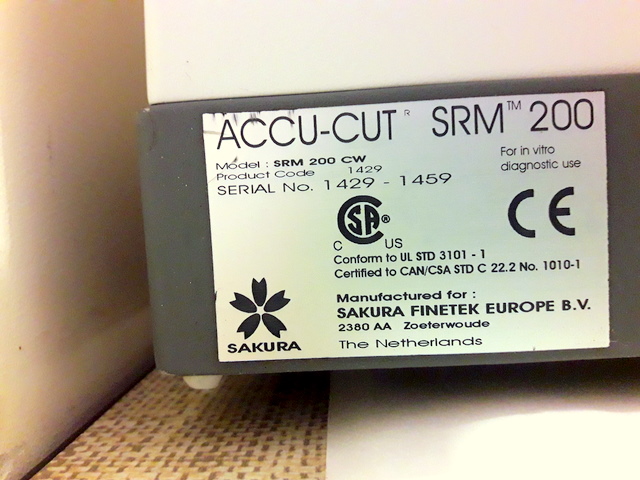 ACCU-CUT® SRM™ 200
Model : SRM 200 CW
Product Code 1429
SERIAL No. 1429 - 1459
For in vitro
diagnostic use
CSA®
C US
CE
Conform to UL STD 3101 - 1
Certified to CAN/CSA STD C 22.2 No. 1010-1
Manufactured for :
SAKURA FINETEK EUROPE B.V.
2380 AA Zoeterwoude
The Netherlands
SAKURA